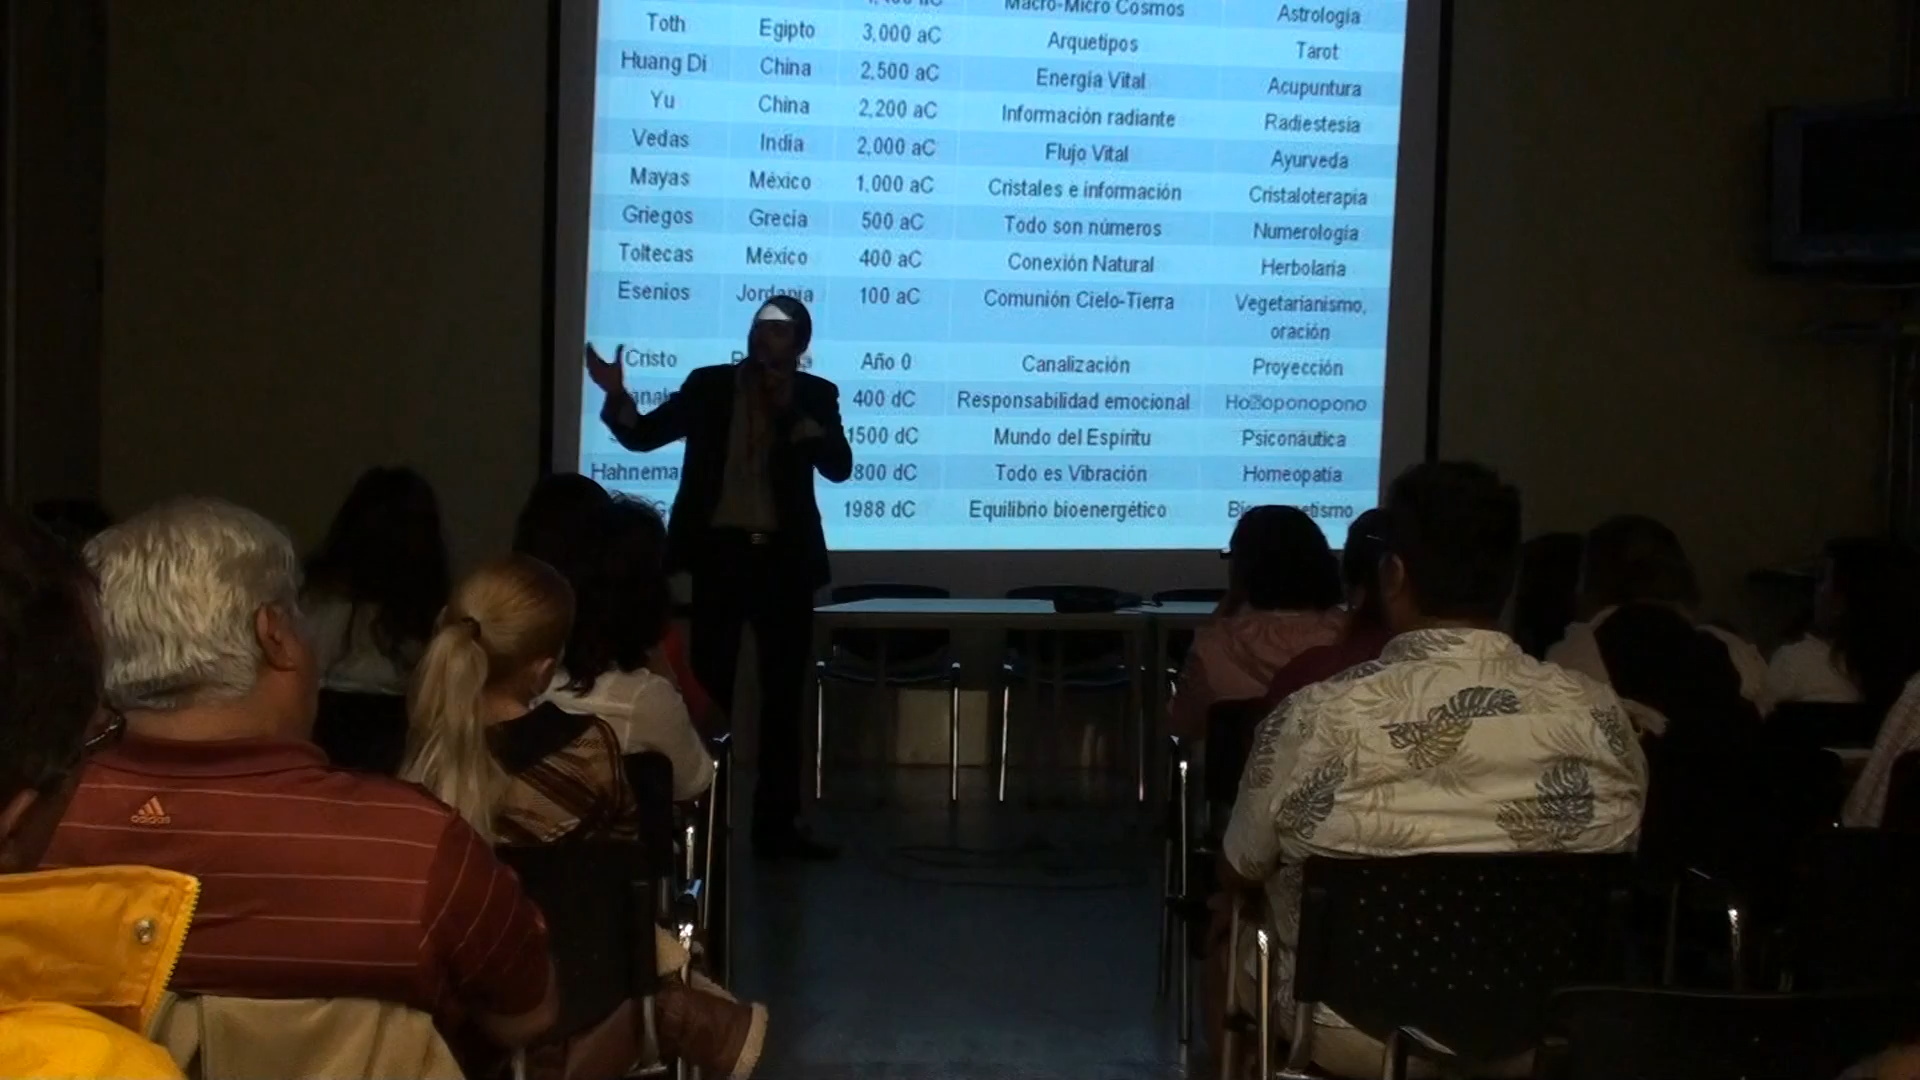 Macro-Micro Cosmos Astrología
Toth Egipto 3,000 aC Arquetipos Tarot
Huang Di China 2,500 aC Energía Vital Acupuntura
Yu China 2,200 aC Información radiante Radiestesia
Vedas India 2,000 aC Flujo Vital Ayurveda
Mayas México 1,000 aC Cristales e información Cristaloterapia
Griegos Grecia 500 aC Todo son números Numerología
Toltecas México 400 aC Conexión Natural Herbolaria
Esenios Jordania 100 aC Comunión Cielo-Tierra Vegetarianismo,
oración
Cristo Año 0 Canalización Proyección
400 dC Responsabilidad emocional
1500 dC Mundo del Espíritu Psiconáutica
dC Todo es Vibración Homeopatía
1988 dC Equilibrio bioenergético
adidas